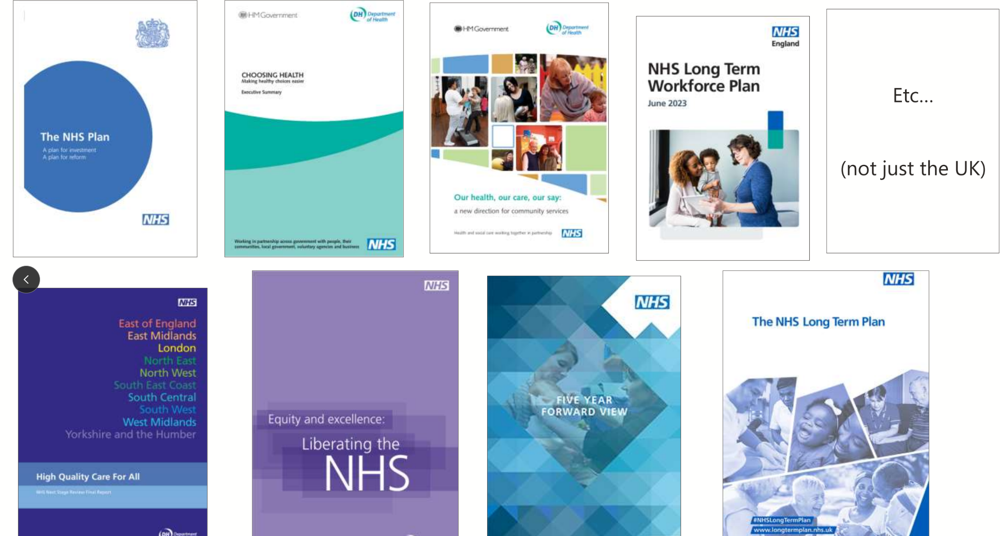 The NHS Plan
A plan for investment
A plan for reform
NHS
HM Government
DH Department
of Health
CHOOSING HEALTH
Making healthy choices easier
Executive Summary
Working in partnership across government with people, their
communities, local government, voluntary agencies and business
NHS
HM Government
DH Department
of Health
Our health, our care, our say:
a new direction for community services
Health and social care working together in partnership
NHS
NHS
England
NHS Long Term
Workforce Plan
June 2023
Etc...
(not just the UK)
NHS
East of England
East Midlands
London
North East
North West
South East Coast
South Central
South West
West Midlands
Yorkshire and the Humber
High Quality Care For All
NHS Next Stage Review Final Report
DH Department
NHS
Equity and excellence:
Liberating the
NHS
NHS
FIVE YEAR
FORWARD VIEW
NHS
The NHS Long Term Plan
#NHSLongTermPlan
www.longtermplan.nhs.uk